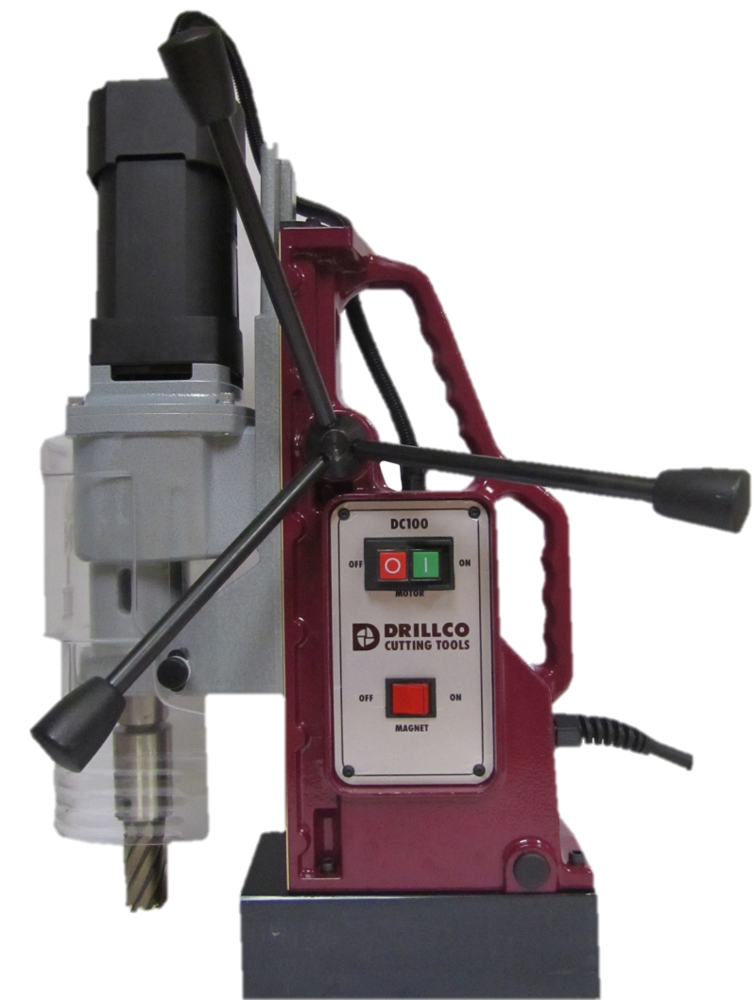 DC100
OFF O I ON
MOTOR
DRILLCO
CUTTING TOOLS
OFF ON
MAGNET